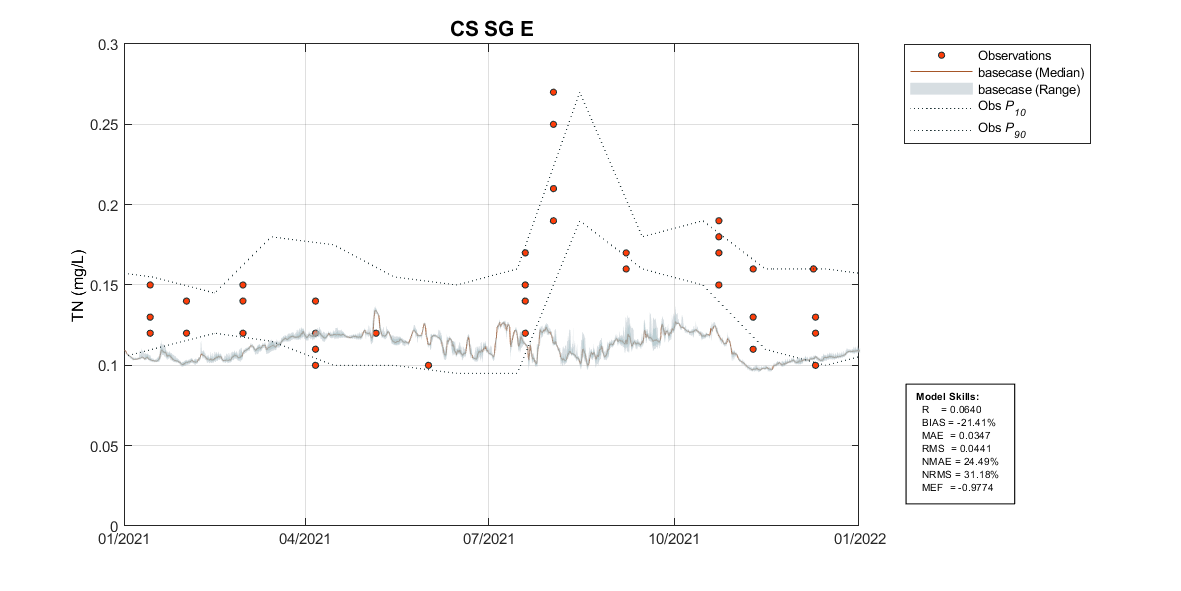 CS SG E
0.3
0.25
0.2
0.15
0.1
0.05
0
TN (mg/L)
01/2021
04/2021
07/2021
10/2021
01/2022
Observations
basecase (Median)
basecase (Range)
Obs P10
Obs P90
Model Skills:
R = 0.0640
BIAS = -21.41%
MAE = 0.0347
RMS = 0.0441
NMAE = 24.49%
NRMS = 31.18%
MEF = -0.9774